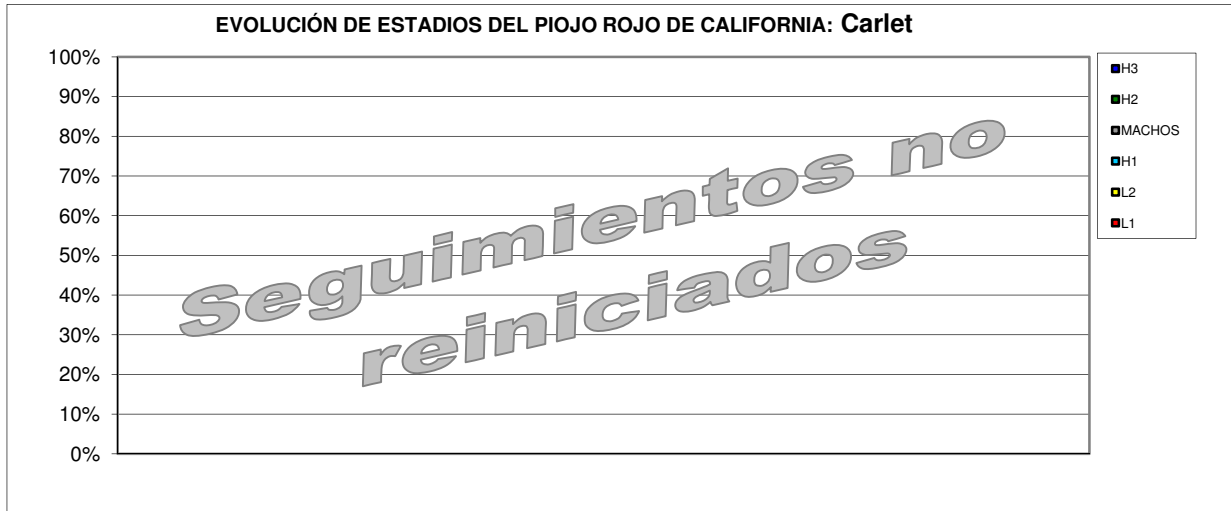 EVOLUCIÓN DE ESTADIOS DEL PIOJO ROJO DE CALIFORNIA: Carlet
100%
90%
80%
70%
60%
50%
40%
30%
20%
10%
0%
Seguimientos no
reiniciados
H3
H2
MACHOS
H1
L2
L1